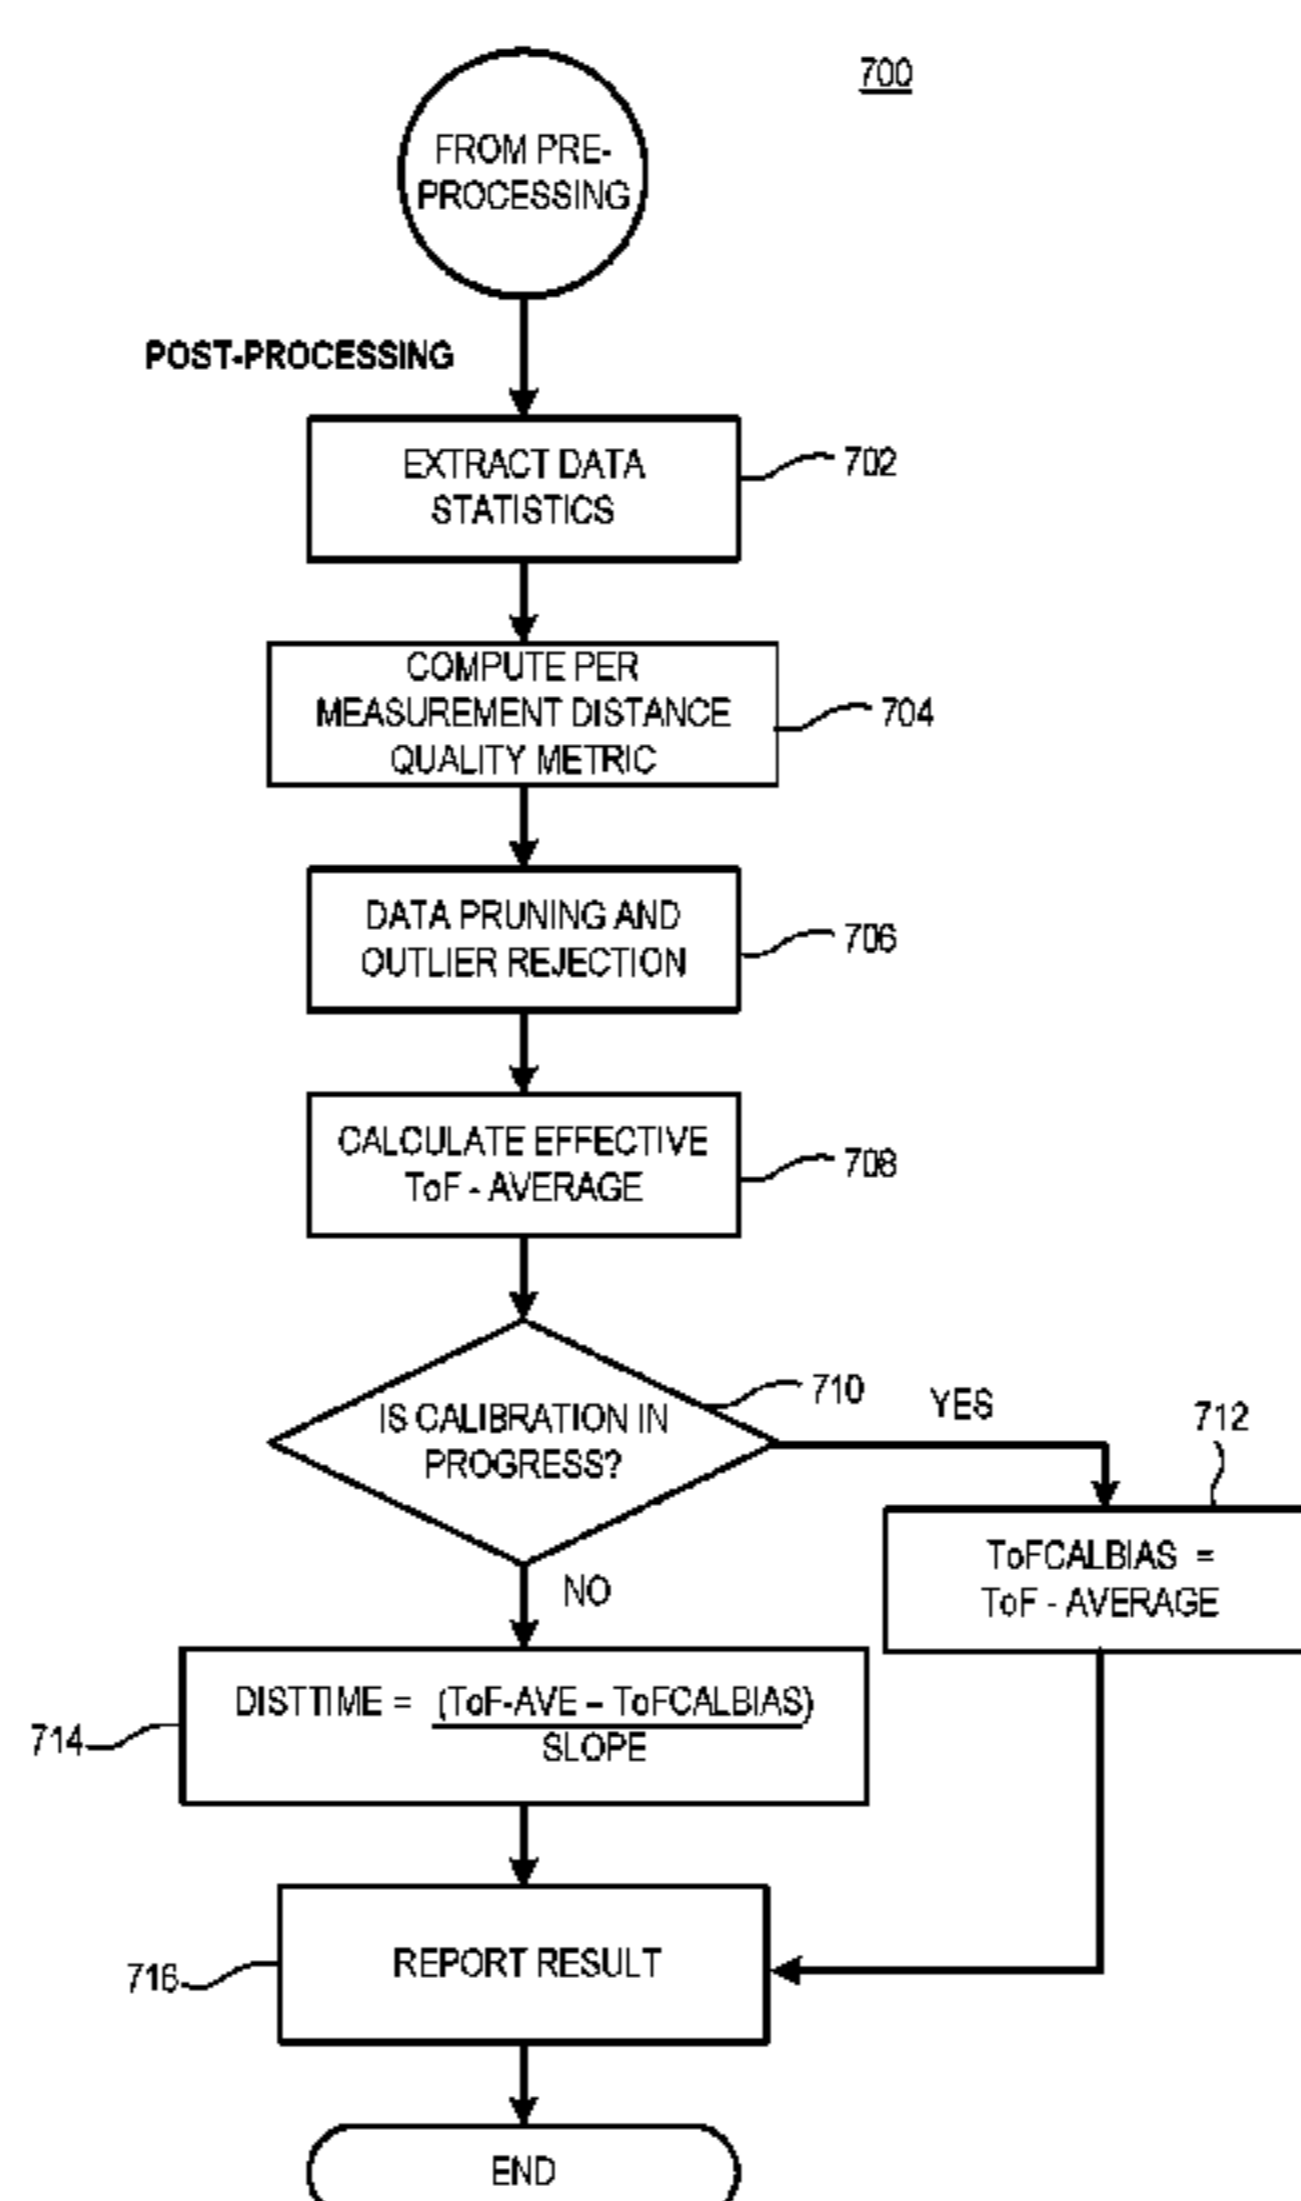 700
FROM PRE-
PROCESSING
POST-PROCESSING
EXTRACT DATA
STATISTICS
702
COMPUTE PER
MEASUREMENT DISTANCE
QUALITY METRIC
704
DATA PRUNING AND
OUTLIER REJECTION
706
CALCULATE EFFECTIVE
ToF - AVERAGE
708
IS CALIBRATION IN
PROGRESS?
710
YES
712
ToFCALBIAS =
ToF - AVERAGE
NO
DISTTIME = (ToF-AVE – ToFCALBIAS)
SLOPE
714
REPORT RESULT
716
END